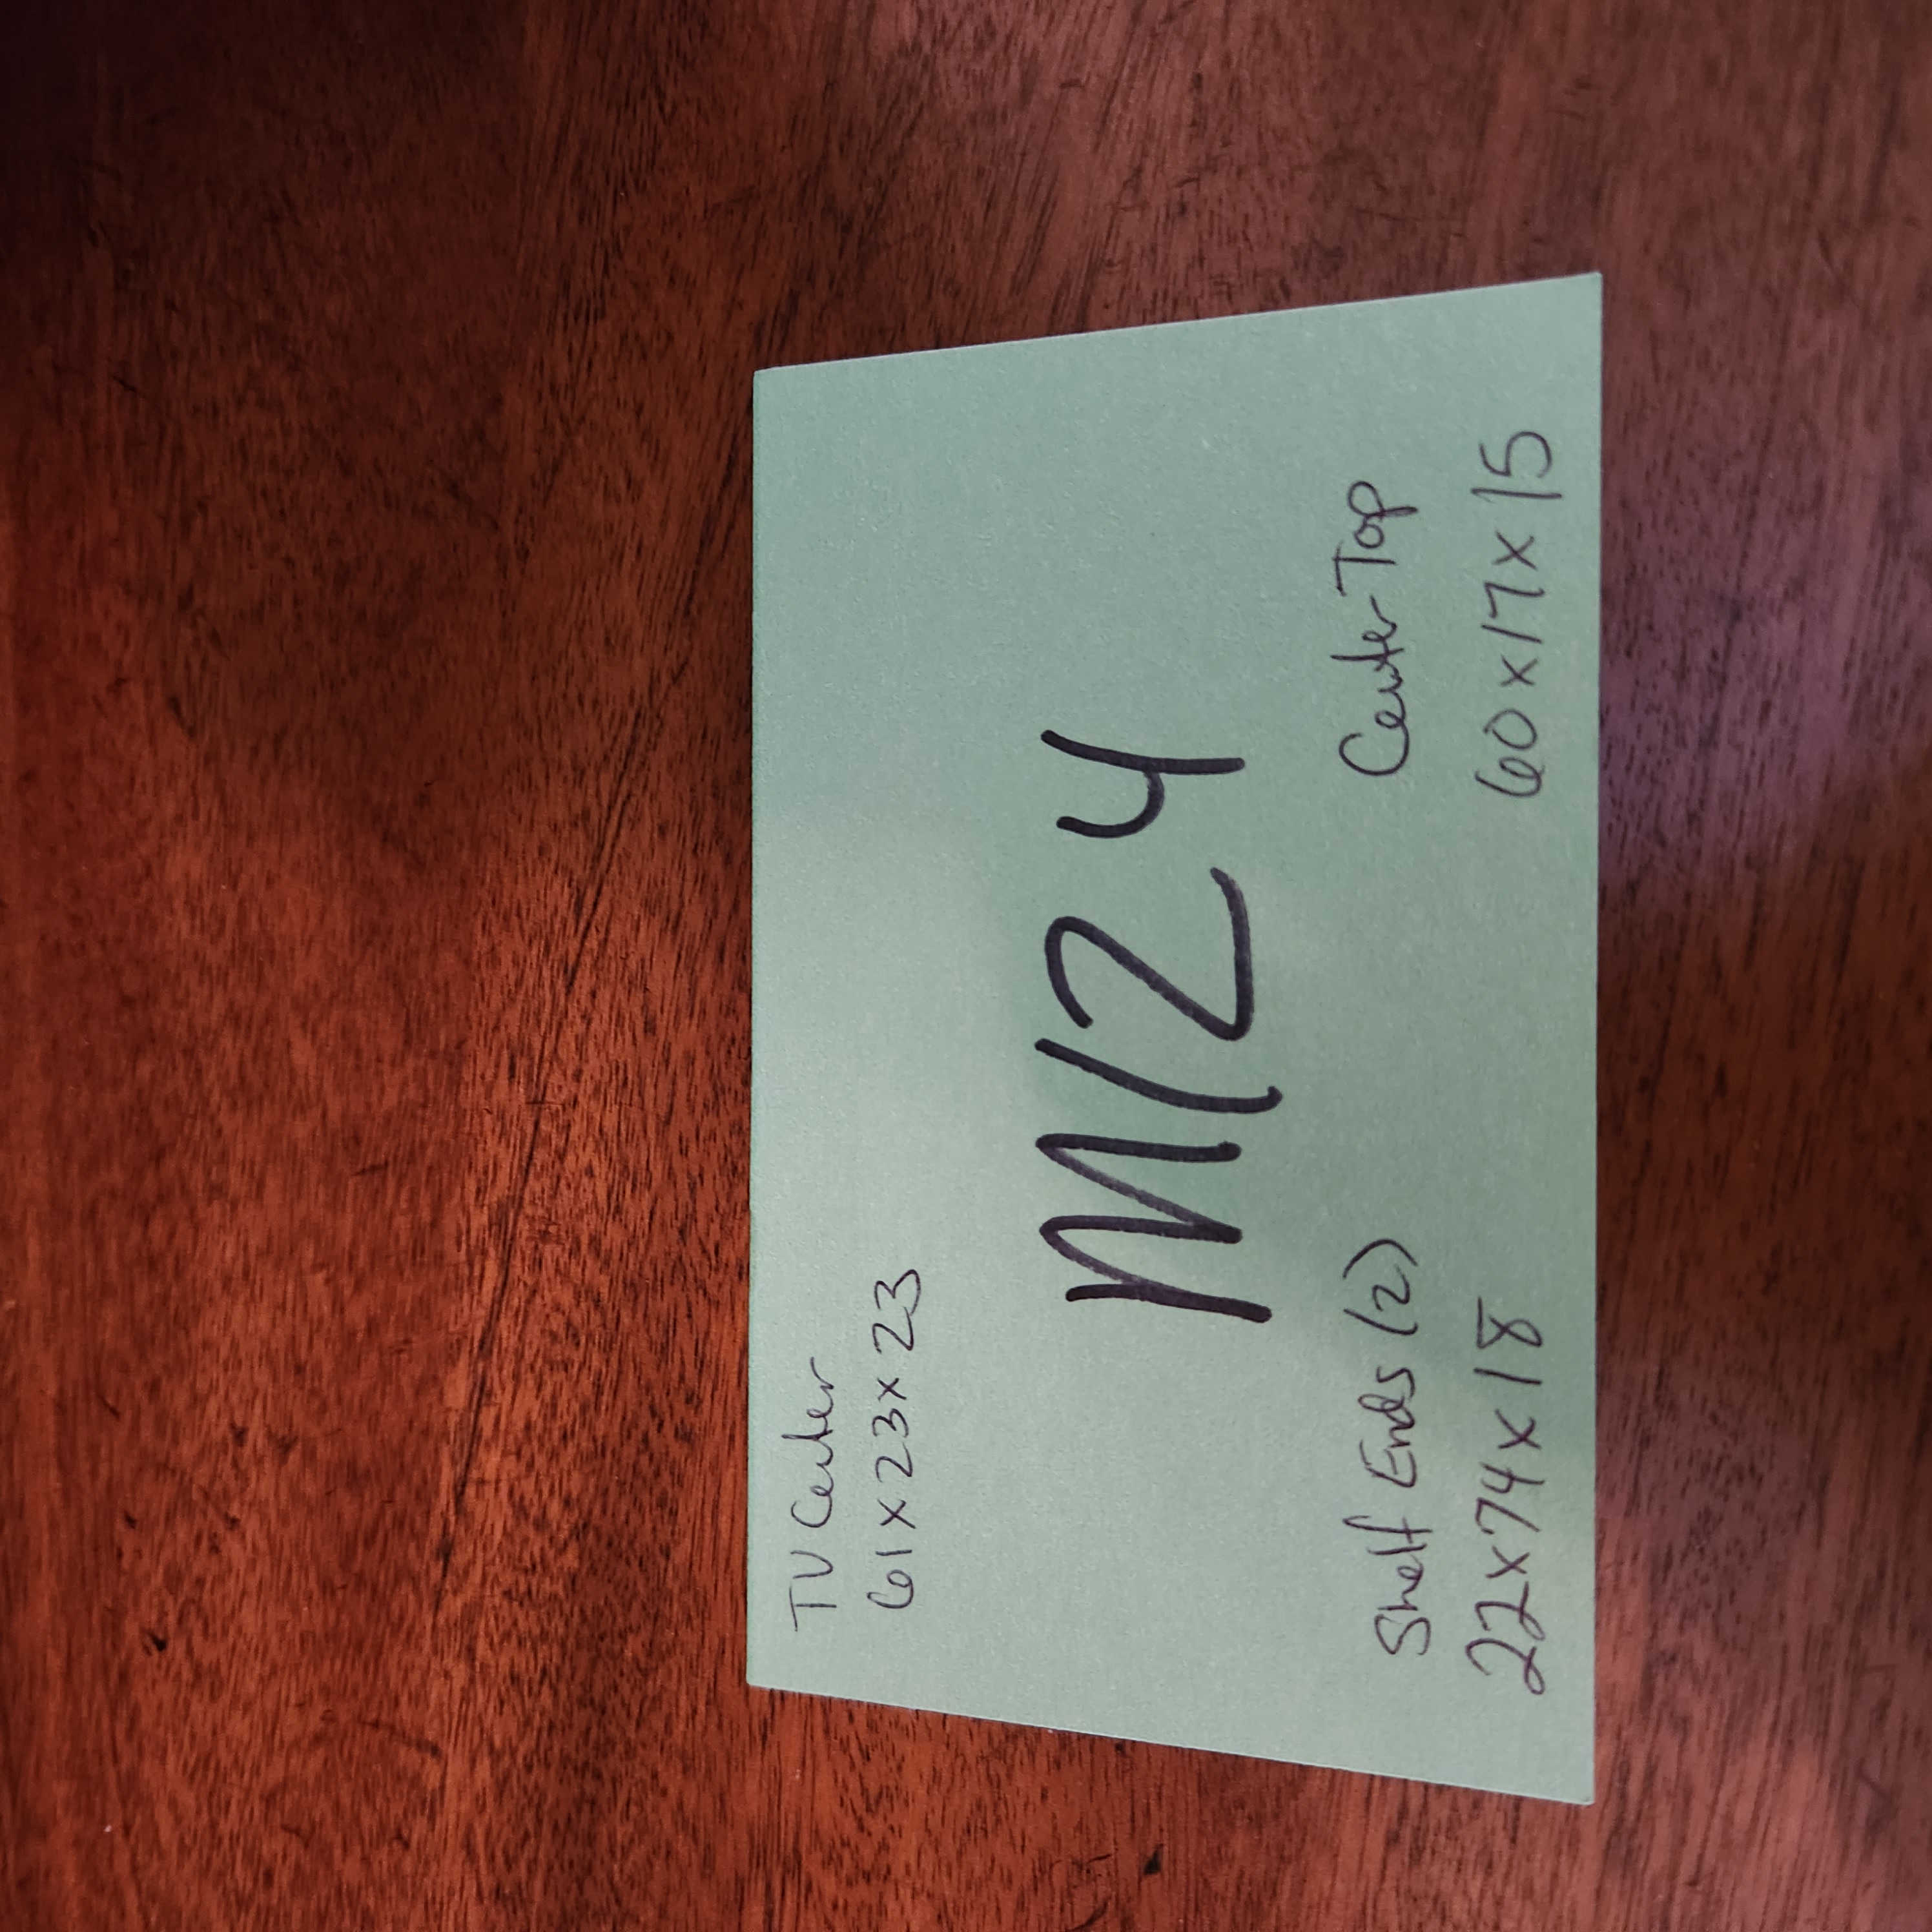 TV Center
61 x 23 x 23
M124
Shelf Ends (2)
22 x 74 x 18
Center Top
60 x 17 x 15